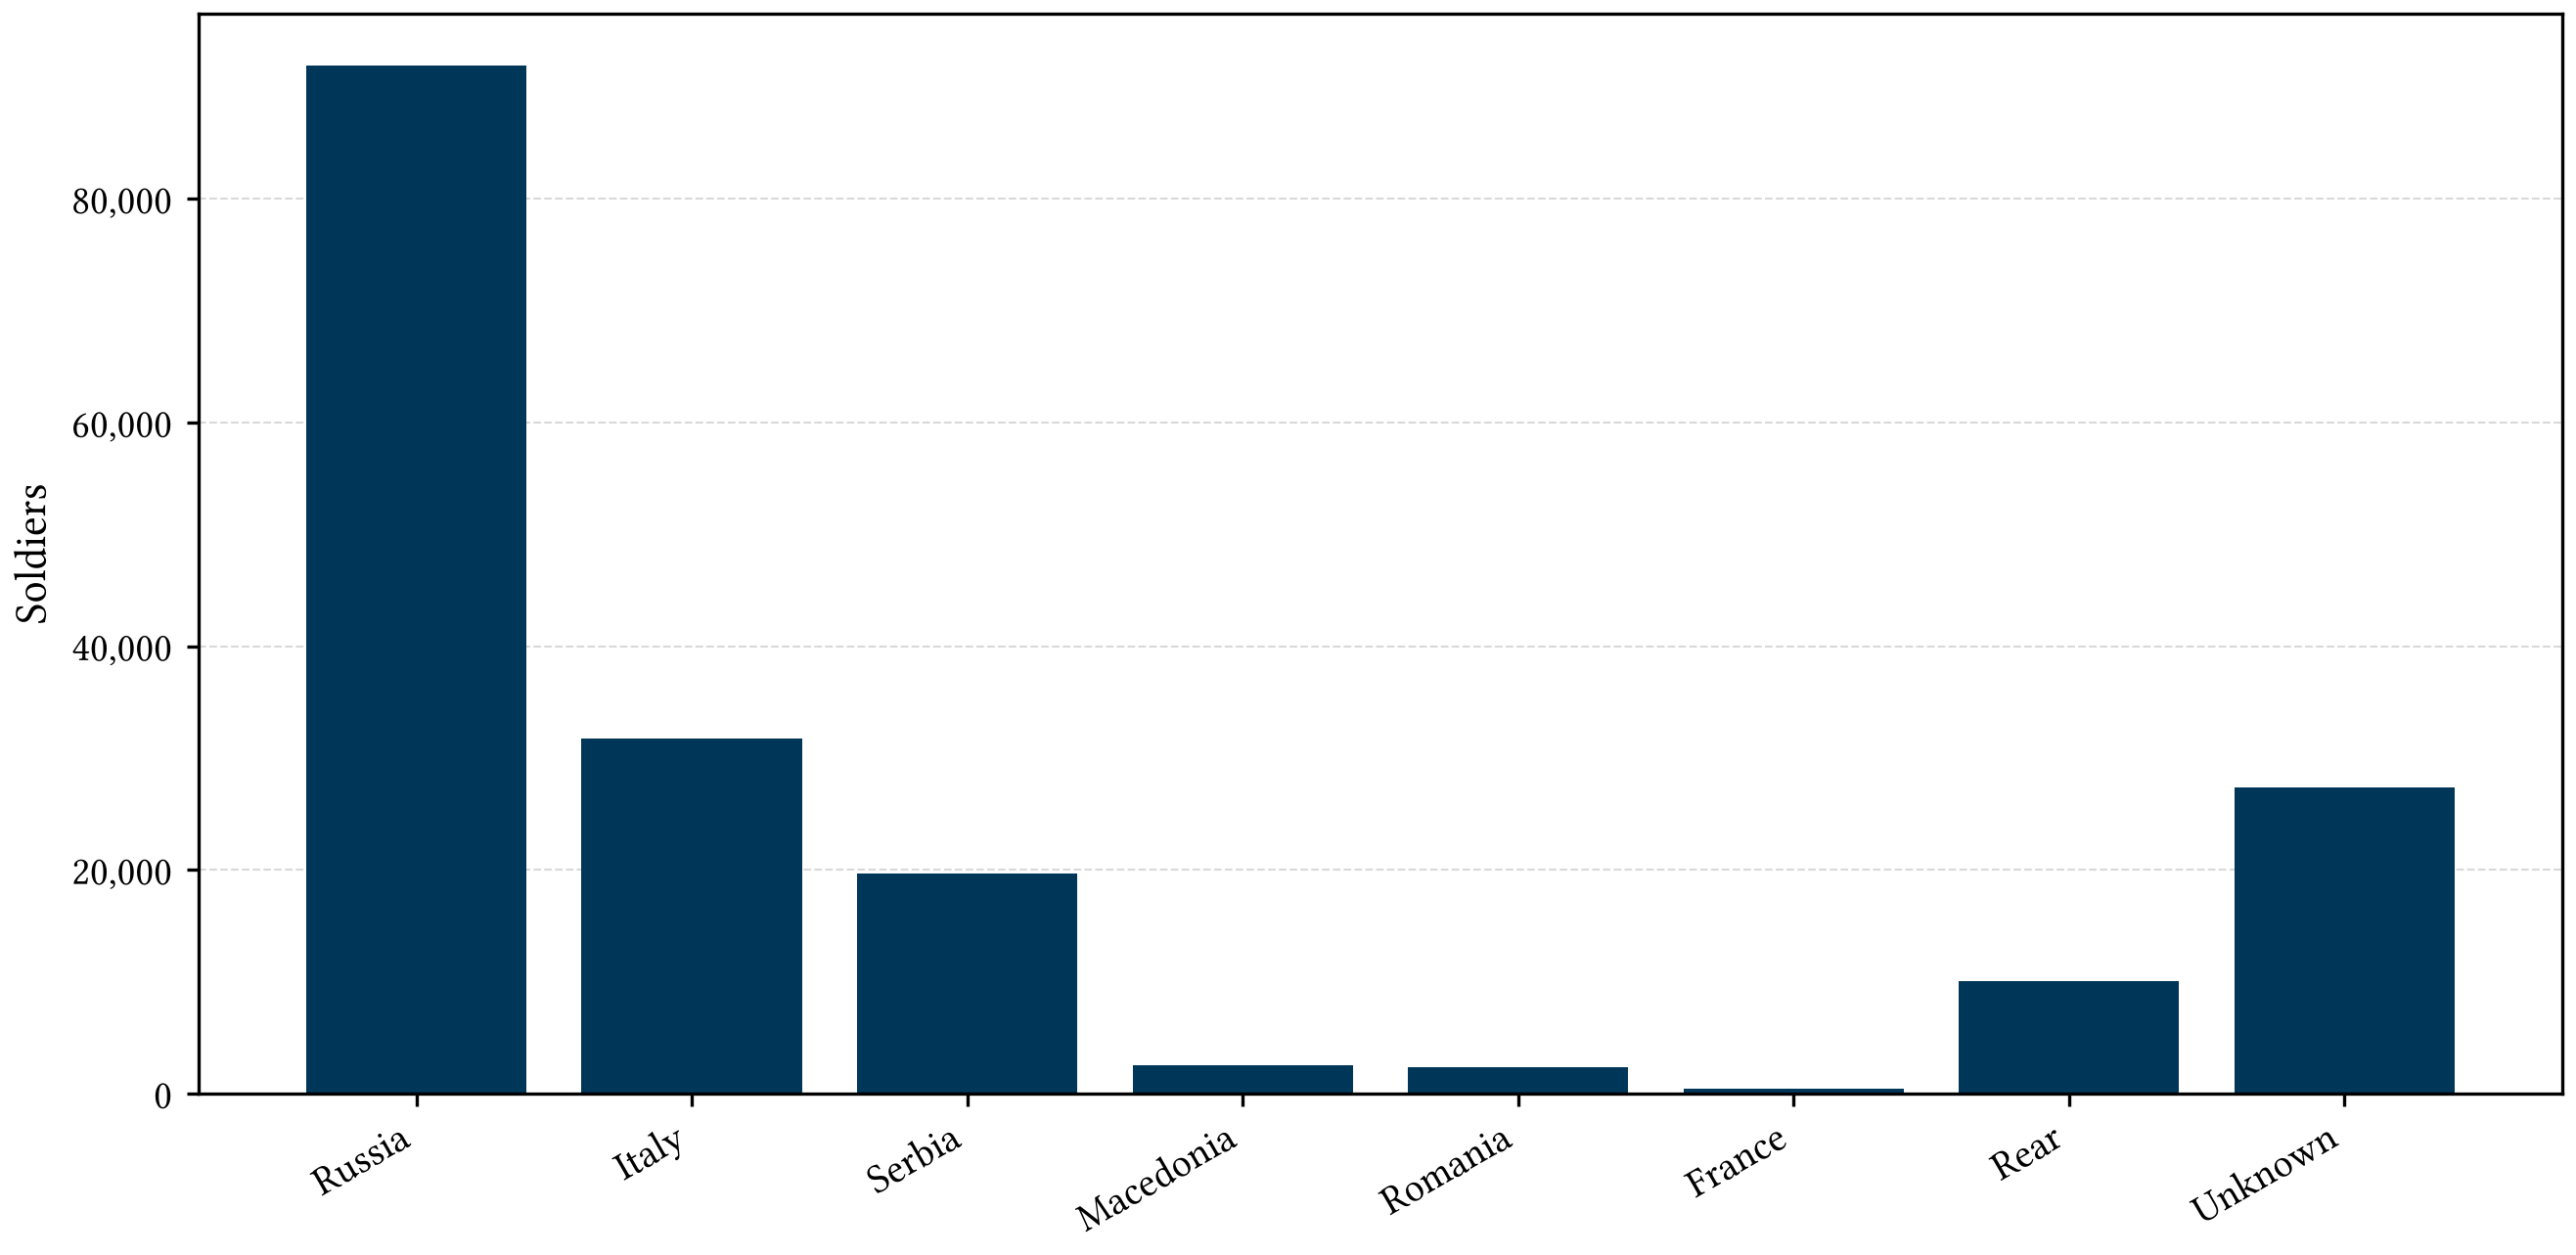 Soldiers
80,000
60,000
40,000
20,000
0
Russia
Italy
Serbia
Macedonia
Romania
France
Rear
Unknown